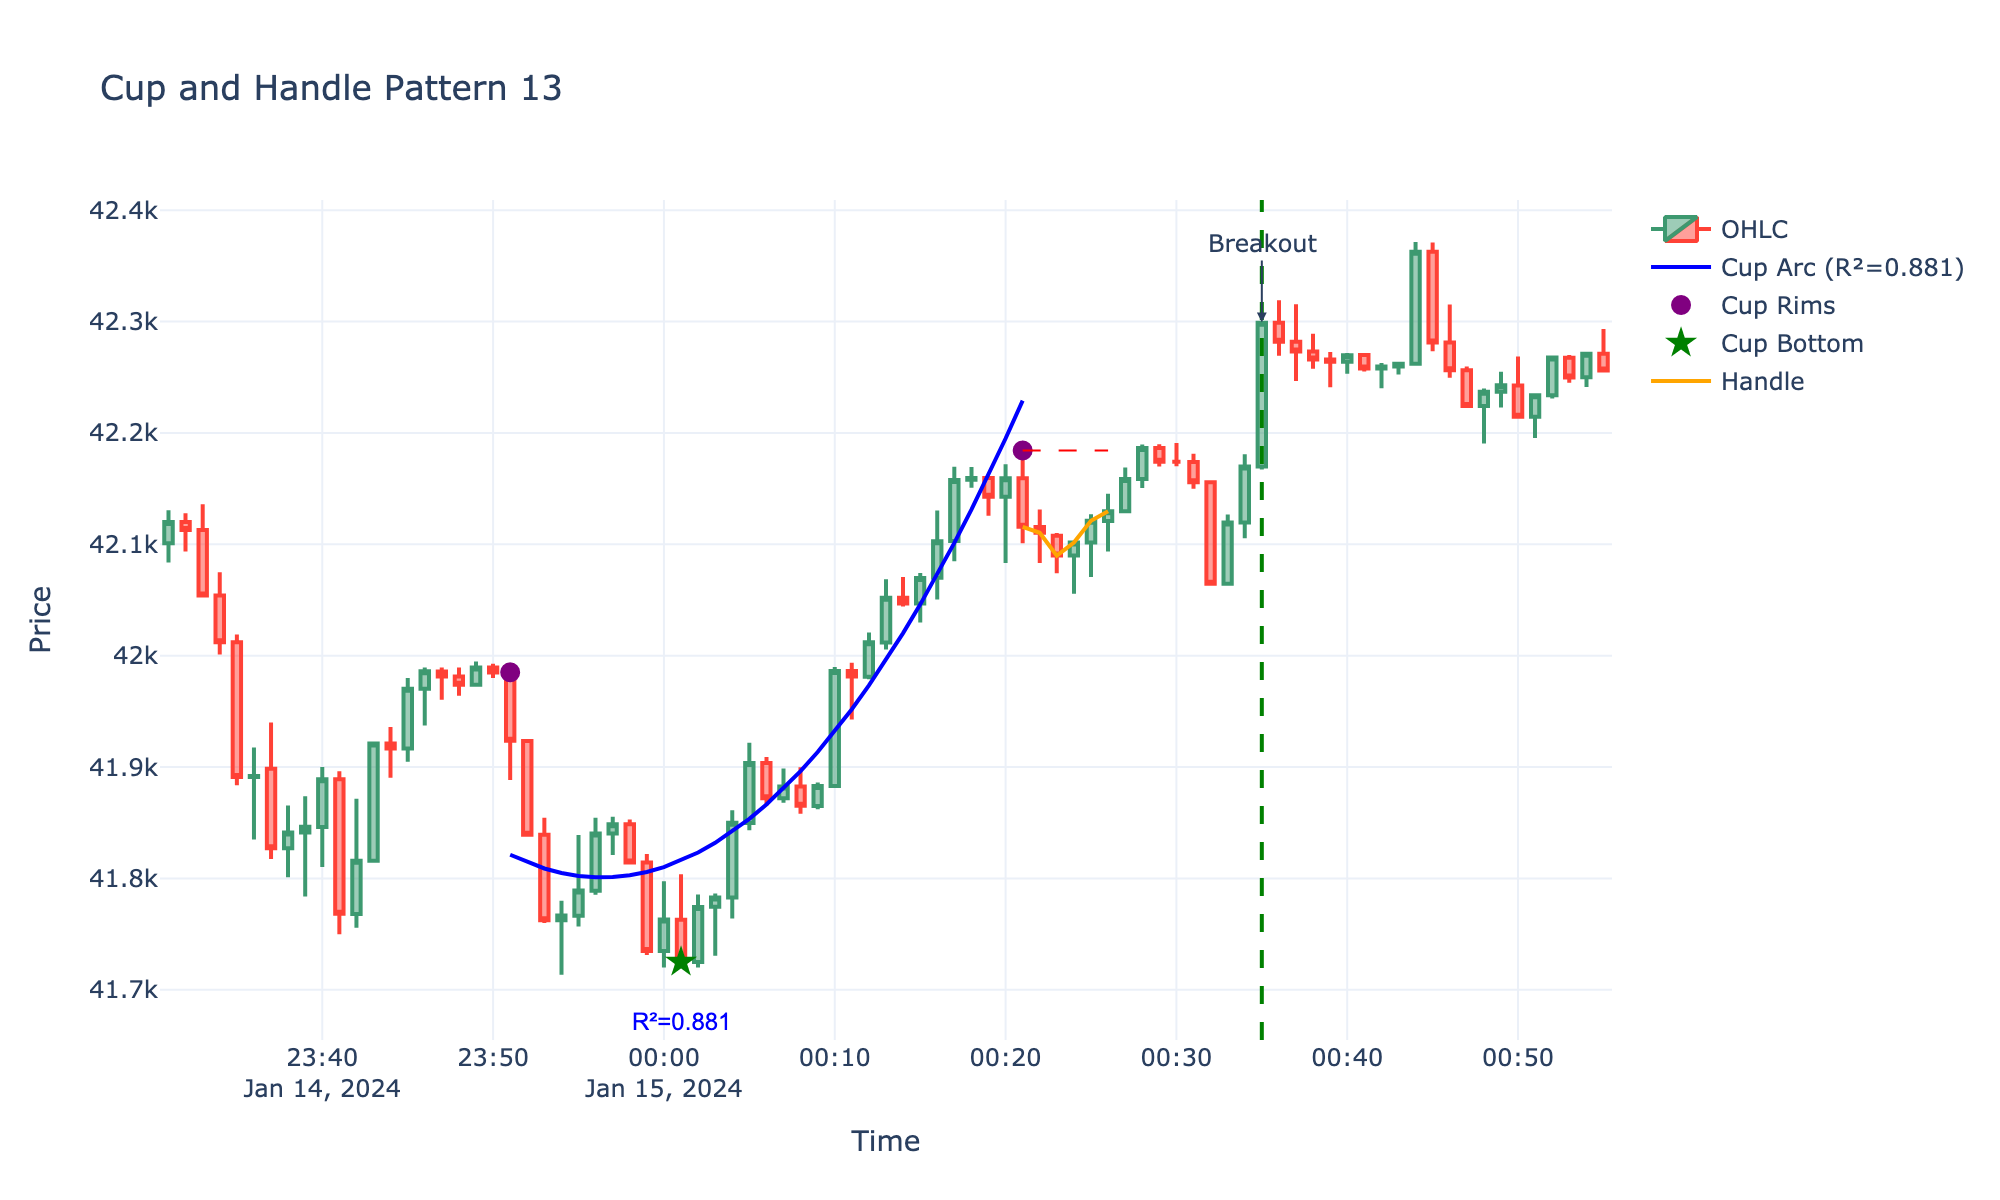 Cup and Handle Pattern 13
42.4k
42.3k
42.2k
42.1k
42k
41.9k
41.8k
41.7k
Price
Breakout
R²=0.881
23:40
Jan 14, 2024
23:50
00:00
Jan 15, 2024
00:10
00:20
00:30
00:40
00:50
Time
OHLC
Cup Arc (R²=0.881)
Cup Rims
Cup Bottom
Handle